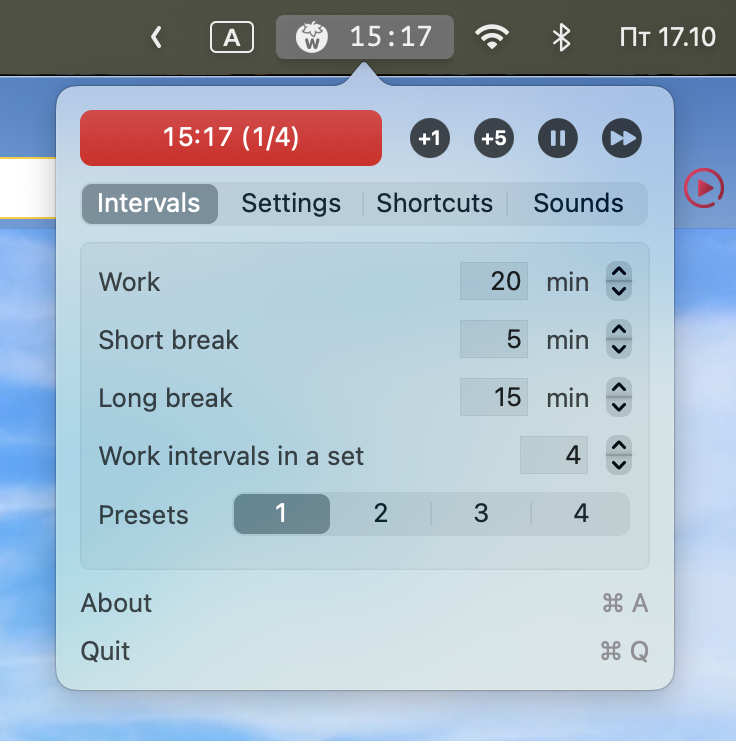 A W 15:17 Пт 17.10
15:17 (1/4) +1 +5
Intervals Settings Shortcuts Sounds
Work 20 min
Short break 5 min
Long break 15 min
Work intervals in a set 4
Presets 1 2 3 4
About ⌘ A
Quit ⌘ Q